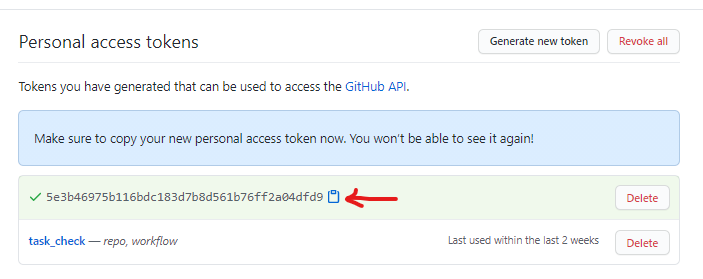 Personal access tokens
Generate new token
Revoke all
Tokens you have generated that can be used to access the GitHub API.
Make sure to copy your new personal access token now. You won't be able to see it again!
5e3b46975b116bdc183d7b8d561b76ff2a04dfd9
Delete
task_check — repo, workflow
Last used within the last 2 weeks
Delete